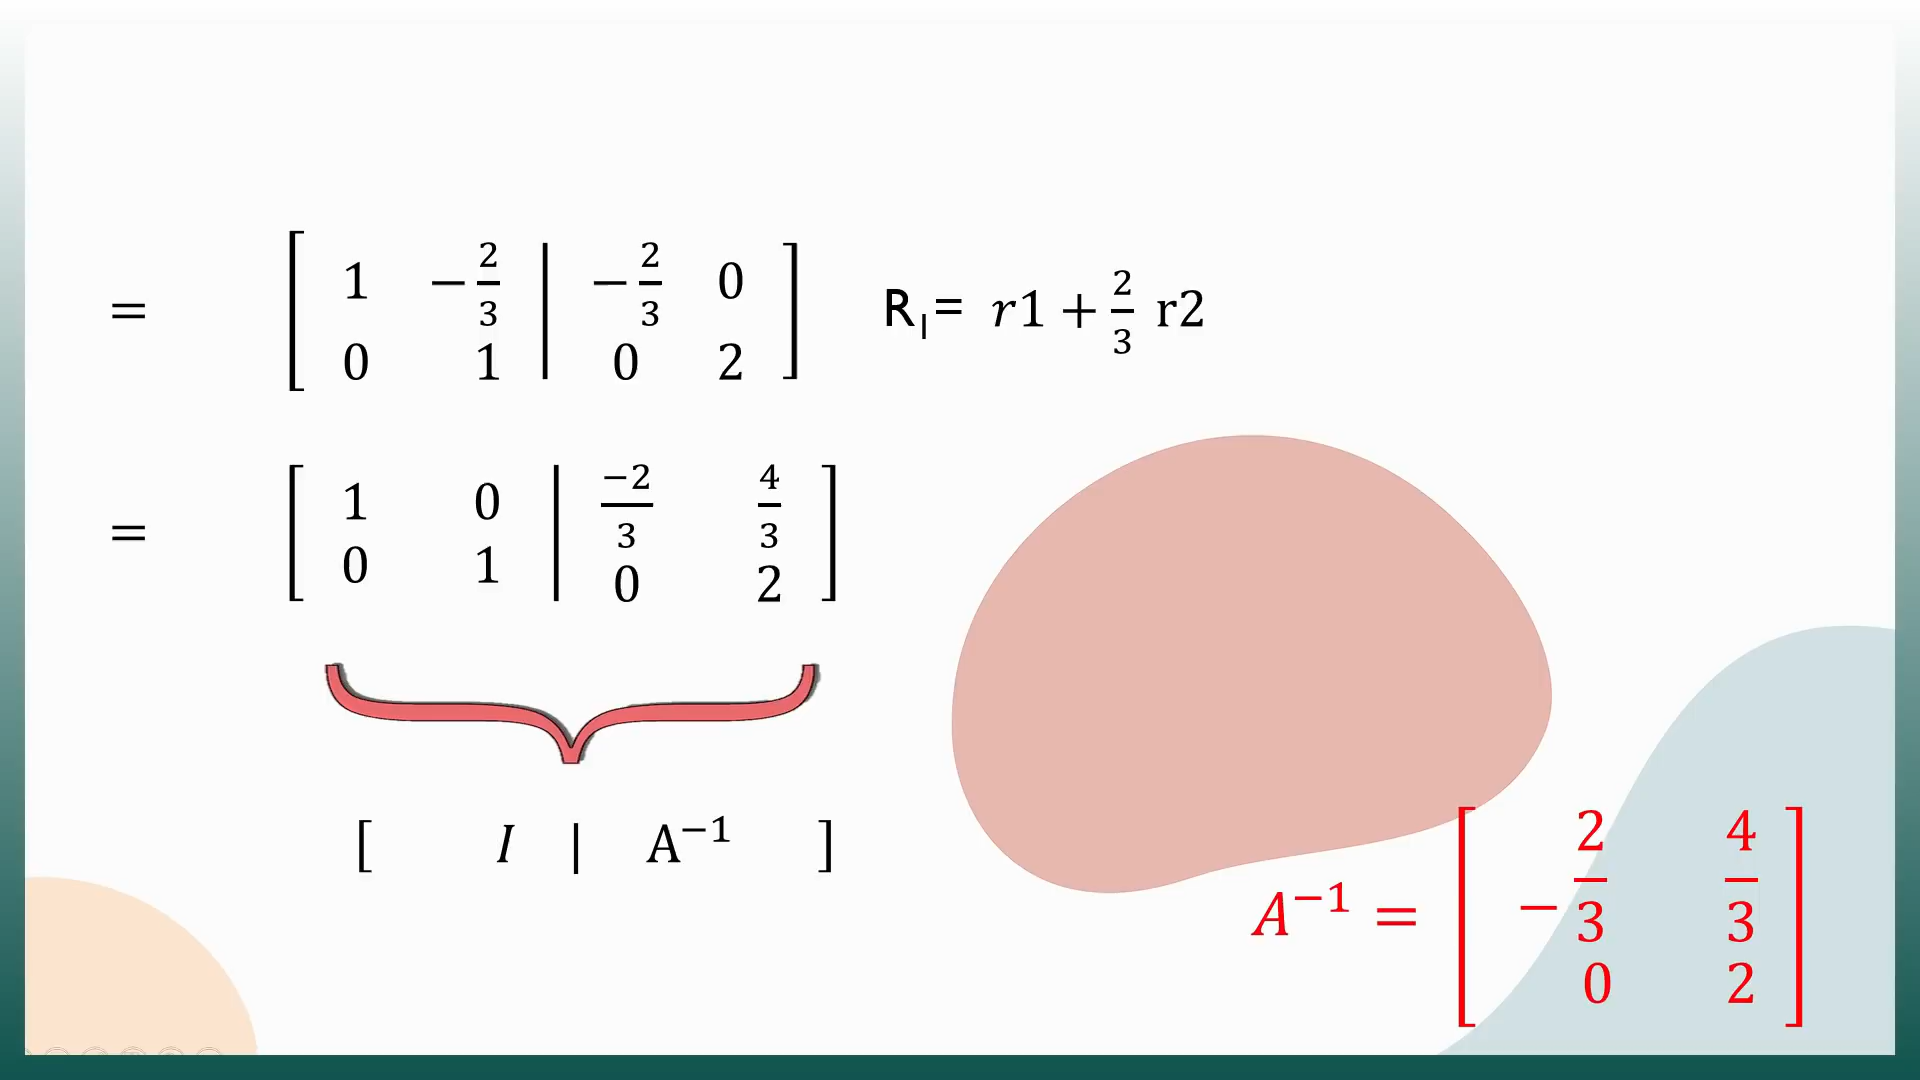 = [ 1 −2/3 | −2/3 0 ] R₁= r1 + 2/3 r2
0 1 | 0 2
= [ 1 0 | −2/3 4/3 ]
0 1 | 0 2
[ I | A⁻¹ ]
A⁻¹ = [ −2/3 4/3 ]
0 2